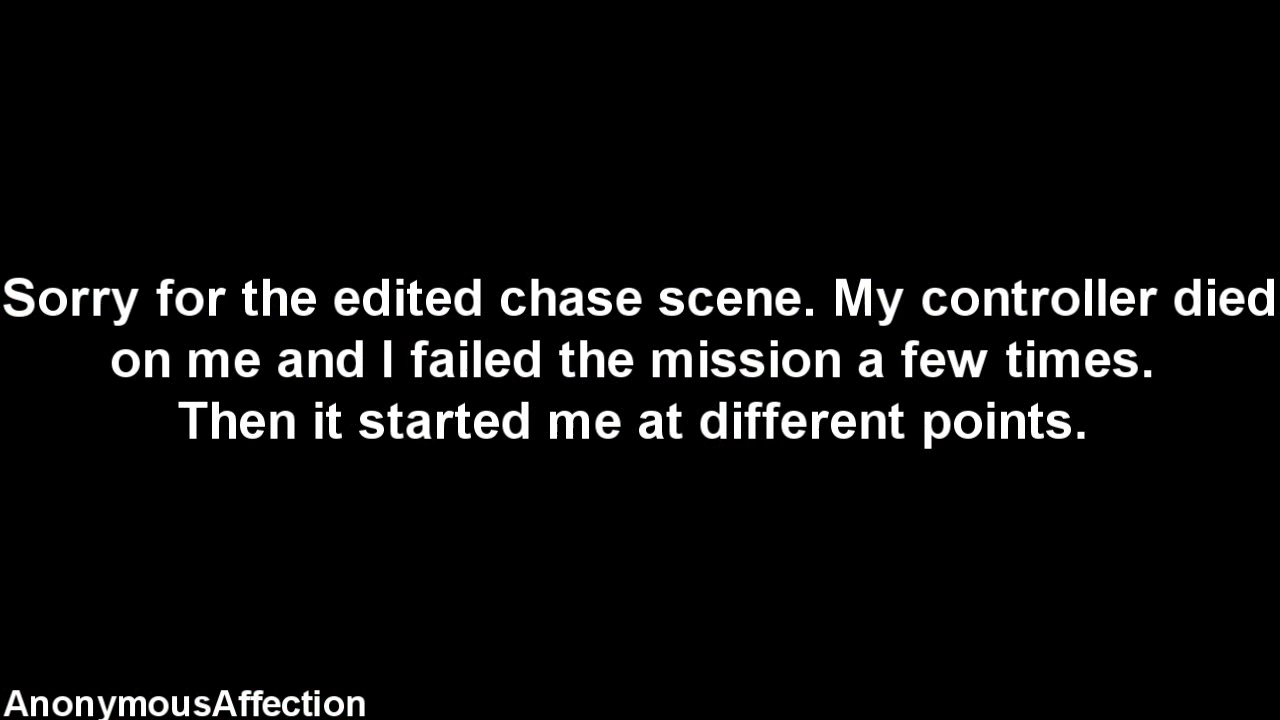 Sorry for the edited chase scene. My controller died
on me and I failed the mission a few times.
Then it started me at different points.
AnonymousAffection